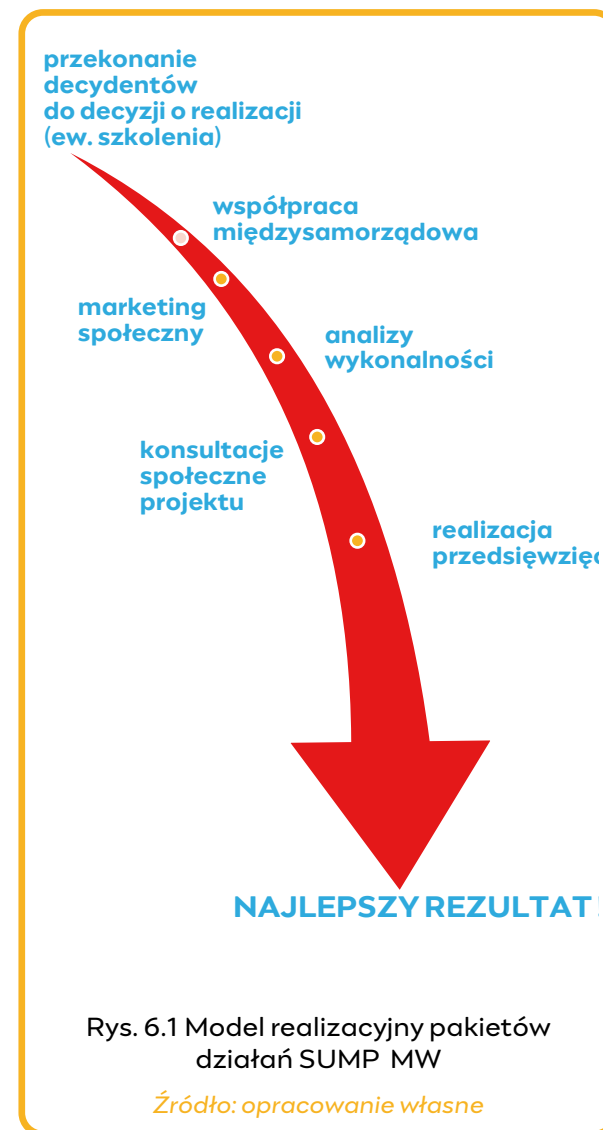 przekonanie
decydentów
do decyzji o realizacji
(ew. szkolenia)
współpraca
międzysamorządowa
marketing
społeczny
analizy
wykonalności
konsultacje
społeczne
projektu
realizacja
NAJLEPSZY REZULTAT!
Rys. 6.1 Model realizacyjny pakietów
działań SUMP MW
Źródło: opracowanie własne